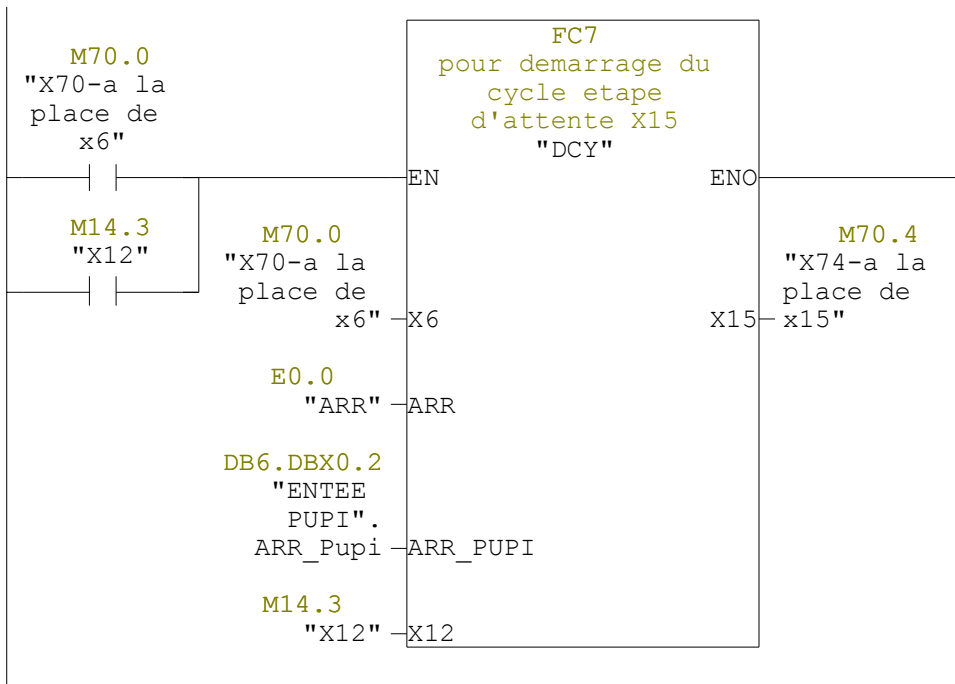 M70.0
"X70-a la
place de
x6"
M14.3
"X12"
FC7
pour demarrage du
cycle etape
d'attente X15
"DCY"
EN
ENO
M70.0
"X70-a la
place de
x6"
X6
M70.4
"X74-a la
place de
x15"
X15
E0.0
"ARR"
ARR
DB6.DBX0.2
"ENTEE
PUPI".
ARR_Pupi
ARR_PUPI
M14.3
"X12"
X12